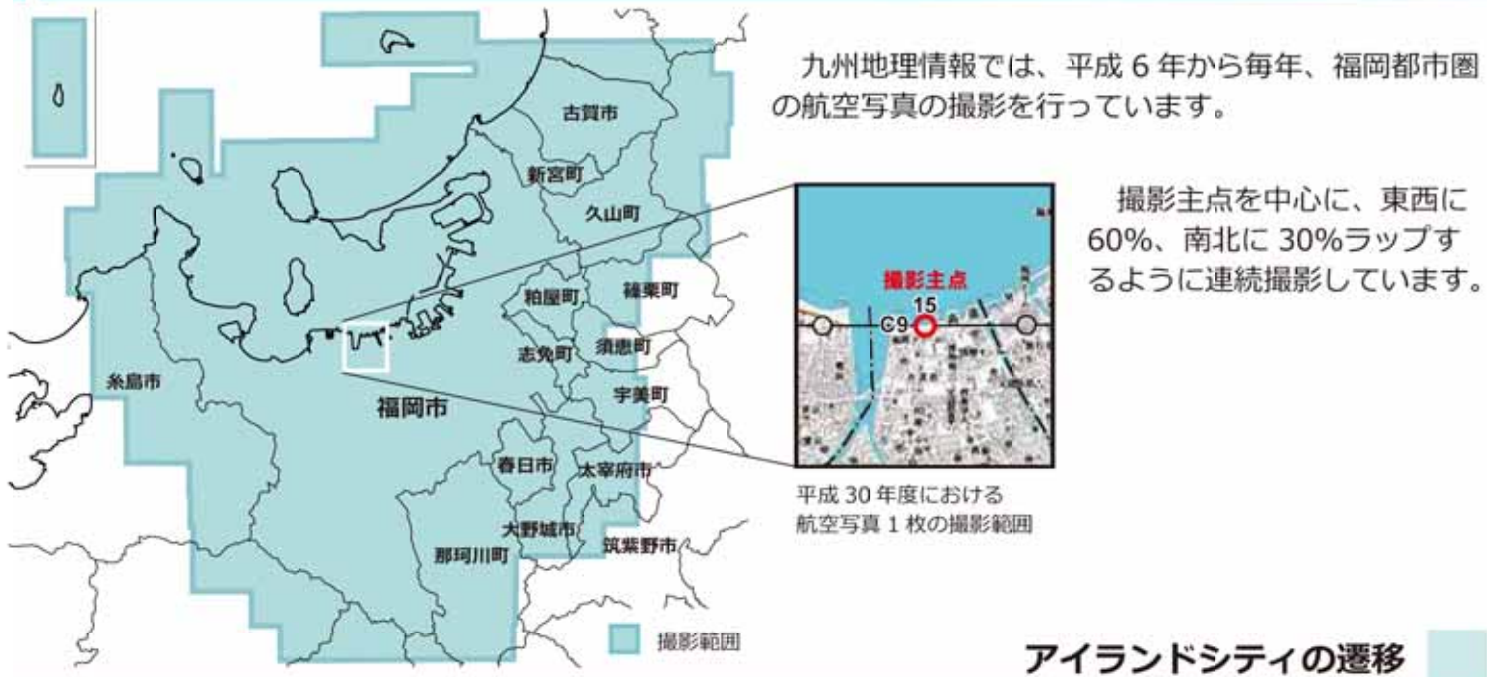 九州地理情報では、平成 6 年から毎年、福岡都市圏
の航空写真の撮影を行っています。
撮影主点を中心に、東西に
60%、南北に 30%ラップす
るように連続撮影しています。
古賀市
新宮町
久山町
粕屋町
篠栗町
志免町
須恵町
宇美町
糸島市
福岡市
春日市
太宰府市
大野城市
那珂川町
筑紫野市
撮影範囲
撮影主点
15
C9
平成 30 年度における
航空写真 1 枚の撮影範囲
アイランドシティの遷移